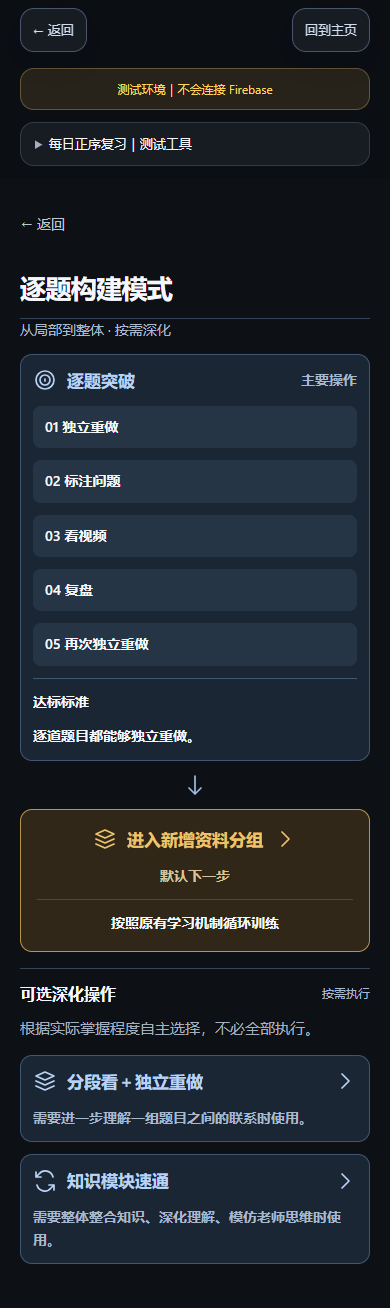 ← 返回
回到主页
测试环境 | 不会连接 Firebase
▶ 每日正序复习 | 测试工具
← 返回
逐题构建模式
从局部到整体 · 按需深化
逐题突破
主要操作
01 独立重做
02 标注问题
03 看视频
04 复盘
05 再次独立重做
达标标准
逐道题目都能够独立重做。
↓
进入新增资料分组
默认下一步
按照原有学习机制循环训练
可选深化操作
按需执行
根据实际掌握程度自主选择，不必全部执行。
分段看 + 独立重做
需要进一步理解一组题目之间的联系时使用。
知识模块速通
需要整体整合知识、深化理解、模仿老师思维时使
用。